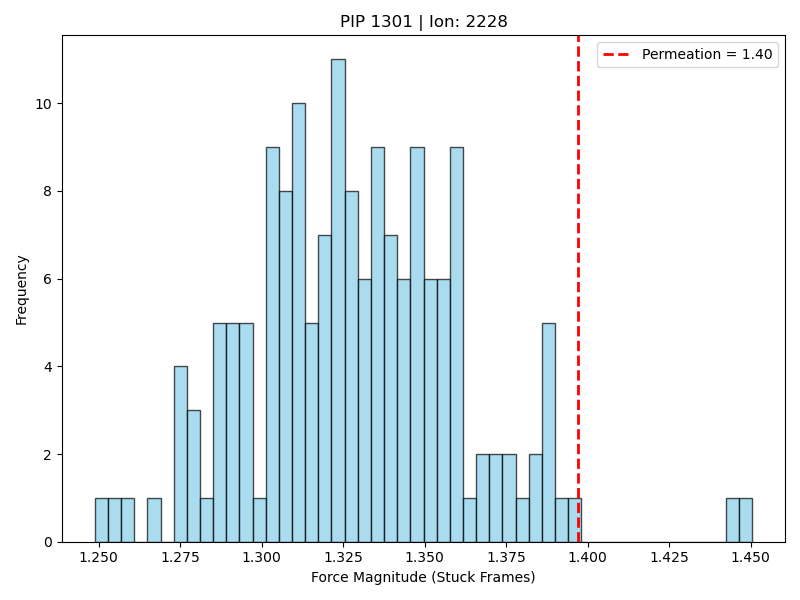 PIP 1301 | Ion: 2228
Permeation = 1.40
Frequency
10
8
6
4
2
0
1.250 1.275 1.300 1.325 1.350 1.375 1.400 1.425 1.450
Force Magnitude (Stuck Frames)